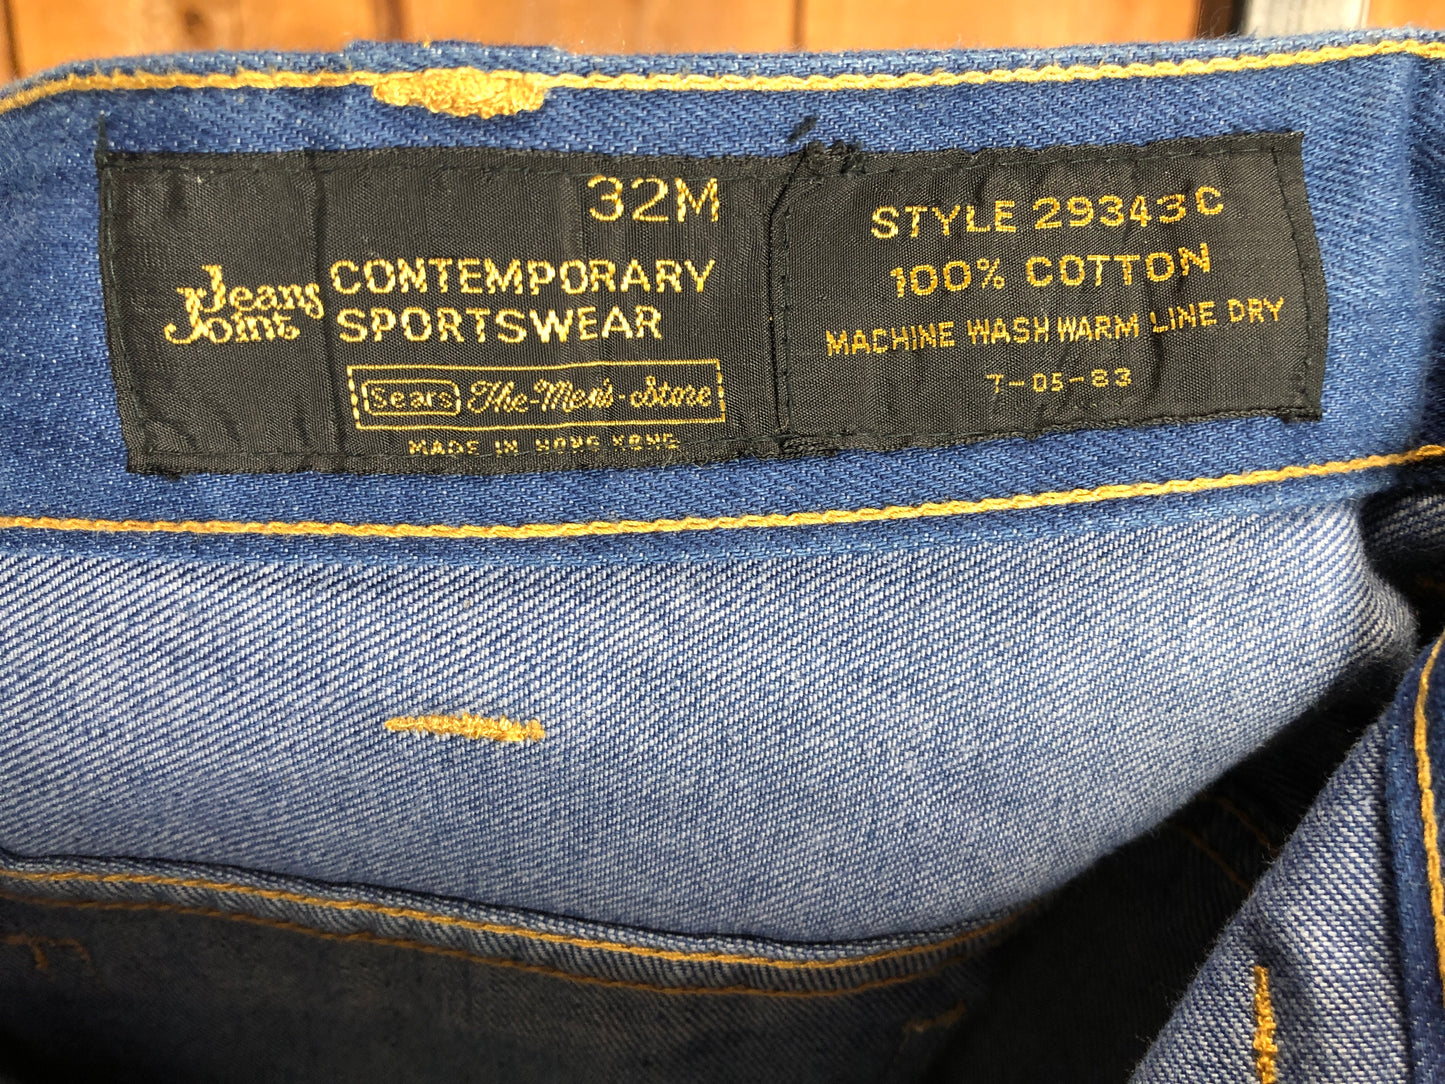 32M
Jeans
Joint
CONTEMPORARY
SPORTSWEAR
Sears The-Men's-Store
MADE IN HONG KONG
STYLE 29343 C
100% COTTON
MACHINE WASH WARM LINE DRY
7-05-83